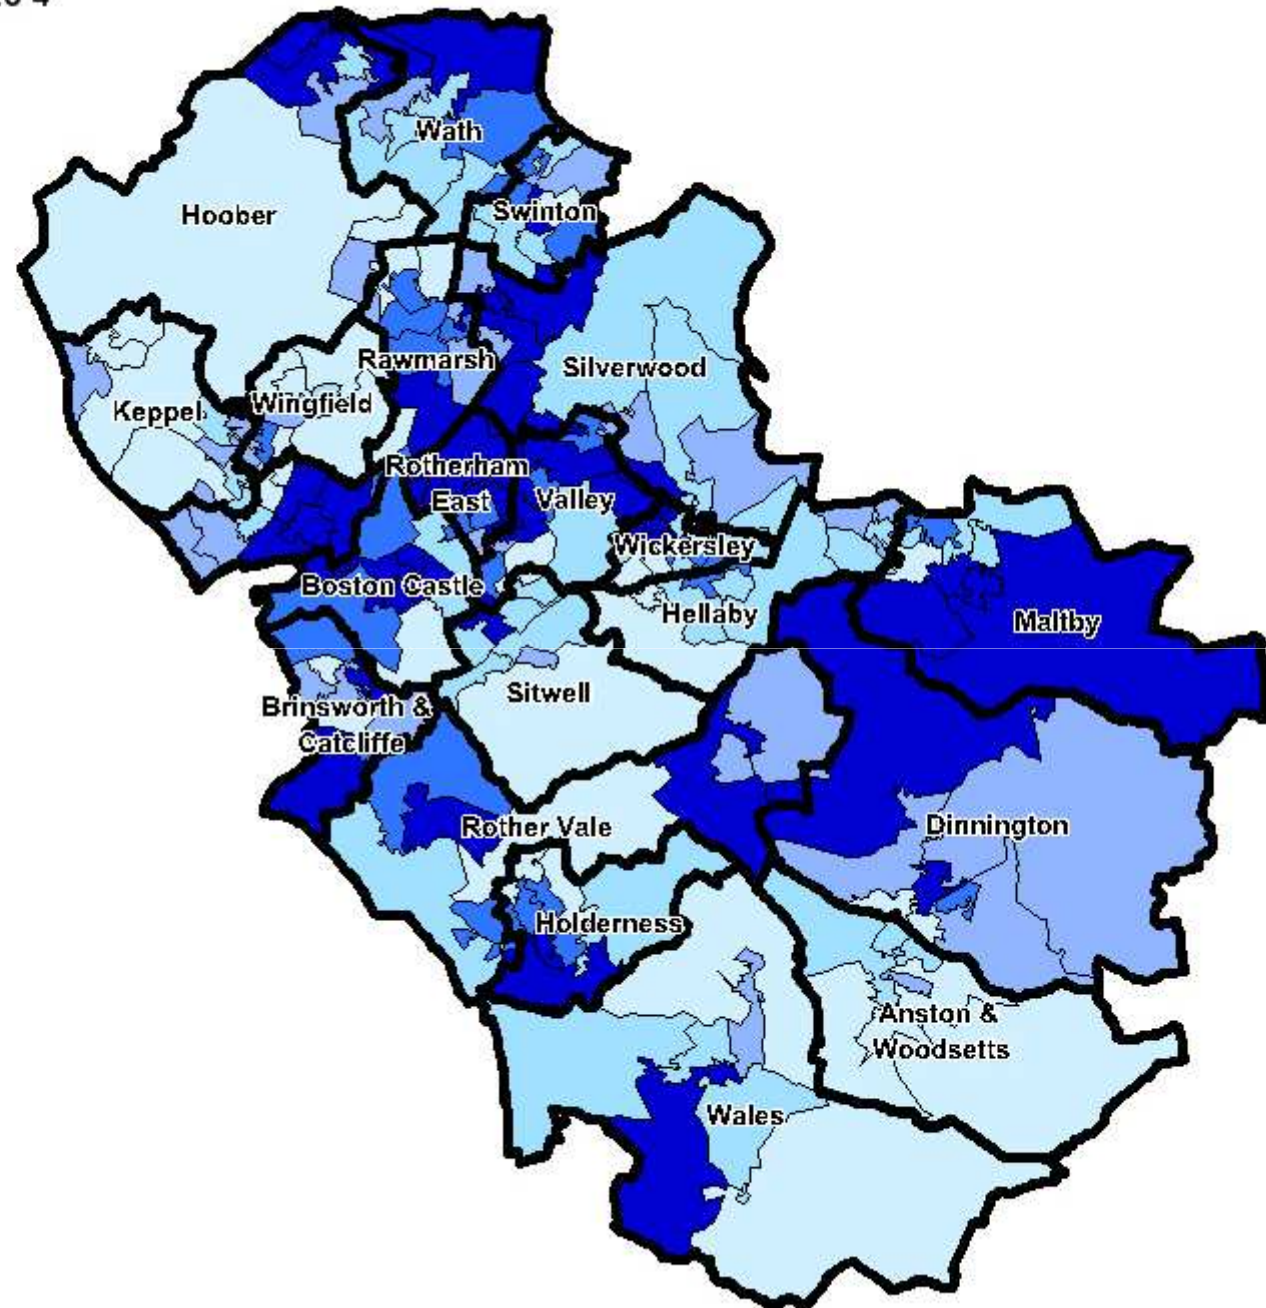 Wath
Hoober
Swinton
Rawmarsh
Silverwood
Keppel
Wingfield
Rotherham
East
Valley
Wickersley
Boston Castle
Hellaby
Maltby
Sitwell
Brinsworth &
Catcliffe
Rother Vale
Dinnington
Holderness
Anston &
Woodsetts
Wales